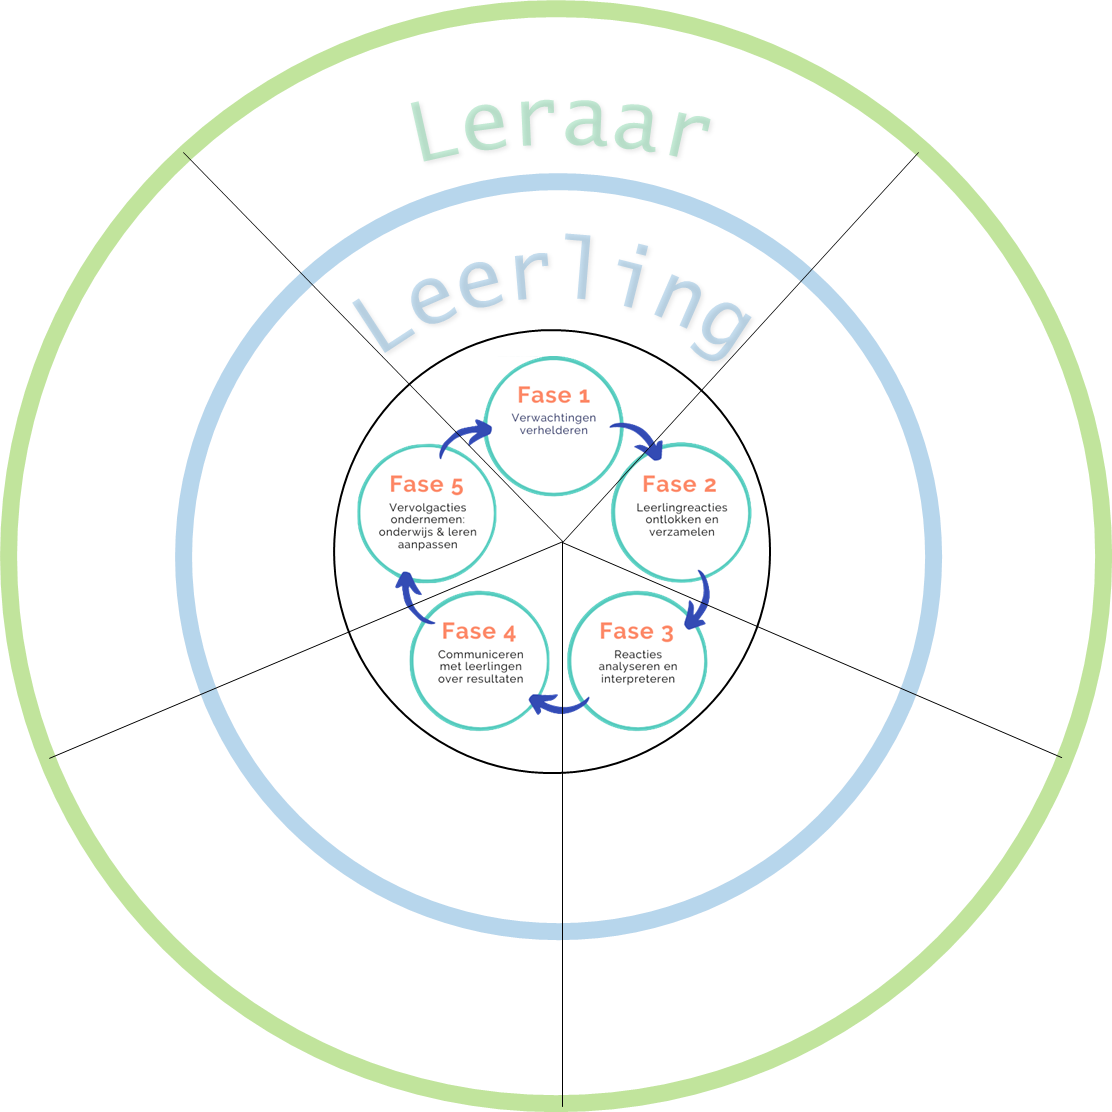 Leraar
Leerling
Fase 1
Verwachtingen
verhelderen
Fase 2
Leerlingreacties
ontlokken en
verzamelen
Fase 3
Reacties
analyseren en
interpreteren
Fase 4
Communiceren
met leerlingen
over resultaten
Fase 5
Vervolgacties
ondernemen:
onderwijs & leren
aanpassen